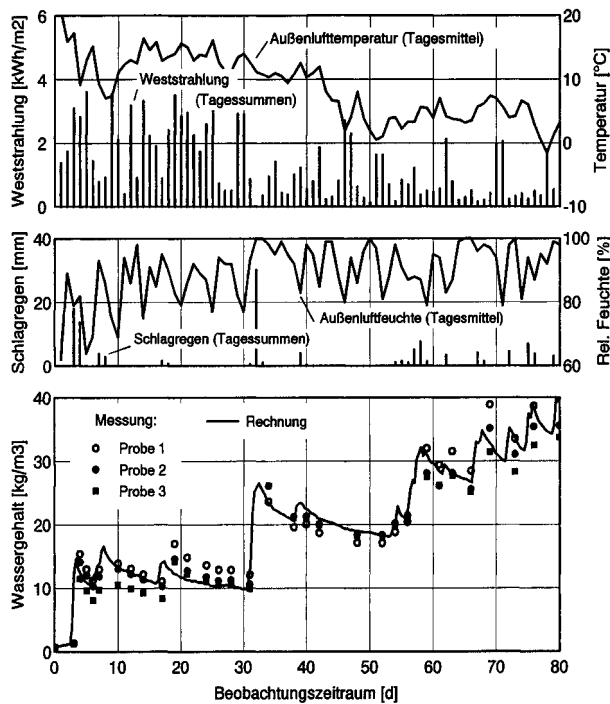 Weststrahlung [kWh/m2]
6
4
2
0
Außenlufttemperatur (Tagesmittel)
Weststrahlung
(Tagessummen)
20
10
0
-10
Temperatur [°C]
Schlagregen [mm]
40
20
0
Außenluftfeuchte (Tagesmittel)
Schlagregen (Tagessummen)
100
80
60
Rel. Feuchte [%]
Wassergehalt [kg/m3]
40
30
20
10
0
Messung:
Rechnung
Probe 1
Probe 2
Probe 3
0 10 20 30 40 50 60 70 80
Beobachtungszeitraum [d]